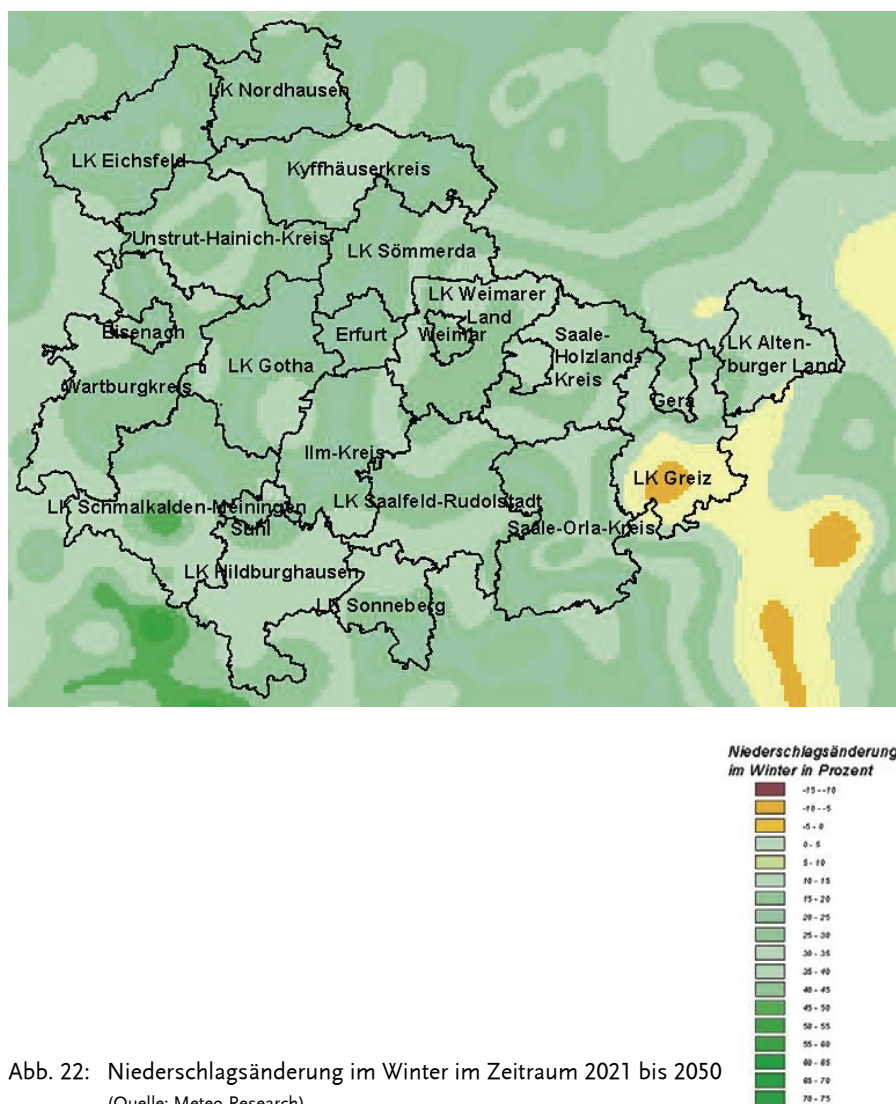 LK Nordhausen
LK Eichsfeld
Kyffhäuserkreis
Unstrut-Hainich-Kreis
LK Sömmerda
LK Weimarer
Land
Eisenach
Erfurt
Weimar
Saale-
Holzland-
Kreis
LK Alten-
burger Land
LK Gotha
Wartburgkreis
Gera
Ilm-Kreis
LK Greiz
LK Schmalkalden-Meiningen
LK Saalfeld-Rudolstadt
Suhl
Saale-Orla-Kreis
LK Hildburghausen
LK Sonneberg
Niederschlagsänderung
im Winter in Prozent
-15--10
-10--5
-5-0
0-5
5-10
10-15
15-20
20-25
25-30
30-35
35-40
40-45
45-50
50-55
55-60
60-65
65-70
70-75
Abb. 22: Niederschlagsänderung im Winter im Zeitraum 2021 bis 2050
(Quelle: Meteo Research)